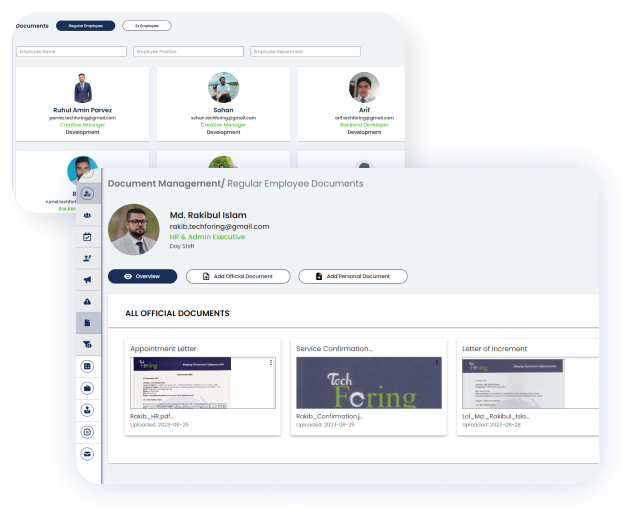 Documents
Regular Employee
Ex Employee
Employee Name
Employee Position
Employee Department
Ruhul Amin Parvez
parvez.techforing@gmail.com
Creative Manager
Development
Sohan
sohan.techforing@gmail.com
Creative Manager
Development
Arif
arif.techforing@gmail.com
Backend Developer
Development
Document Management/ Regular Employee Documents
Md. Rakibul Islam
rakib.techforing@gmail.com
HR & Admin Executive
Day Shift
Overview
Add Official Document
Add Personal Document
ALL OFFICIAL DOCUMENTS
Appointment Letter
Rakib_HR.pdf...
Uploaded: 2023-08-25
Service Confirmation...
Tech
Foring
Rakib_Confirmation.j...
Uploaded: 2023-08-25
Letter of Increment
Loi_Md._Rakibul_Isla...
Uploaded: 2023-08-28